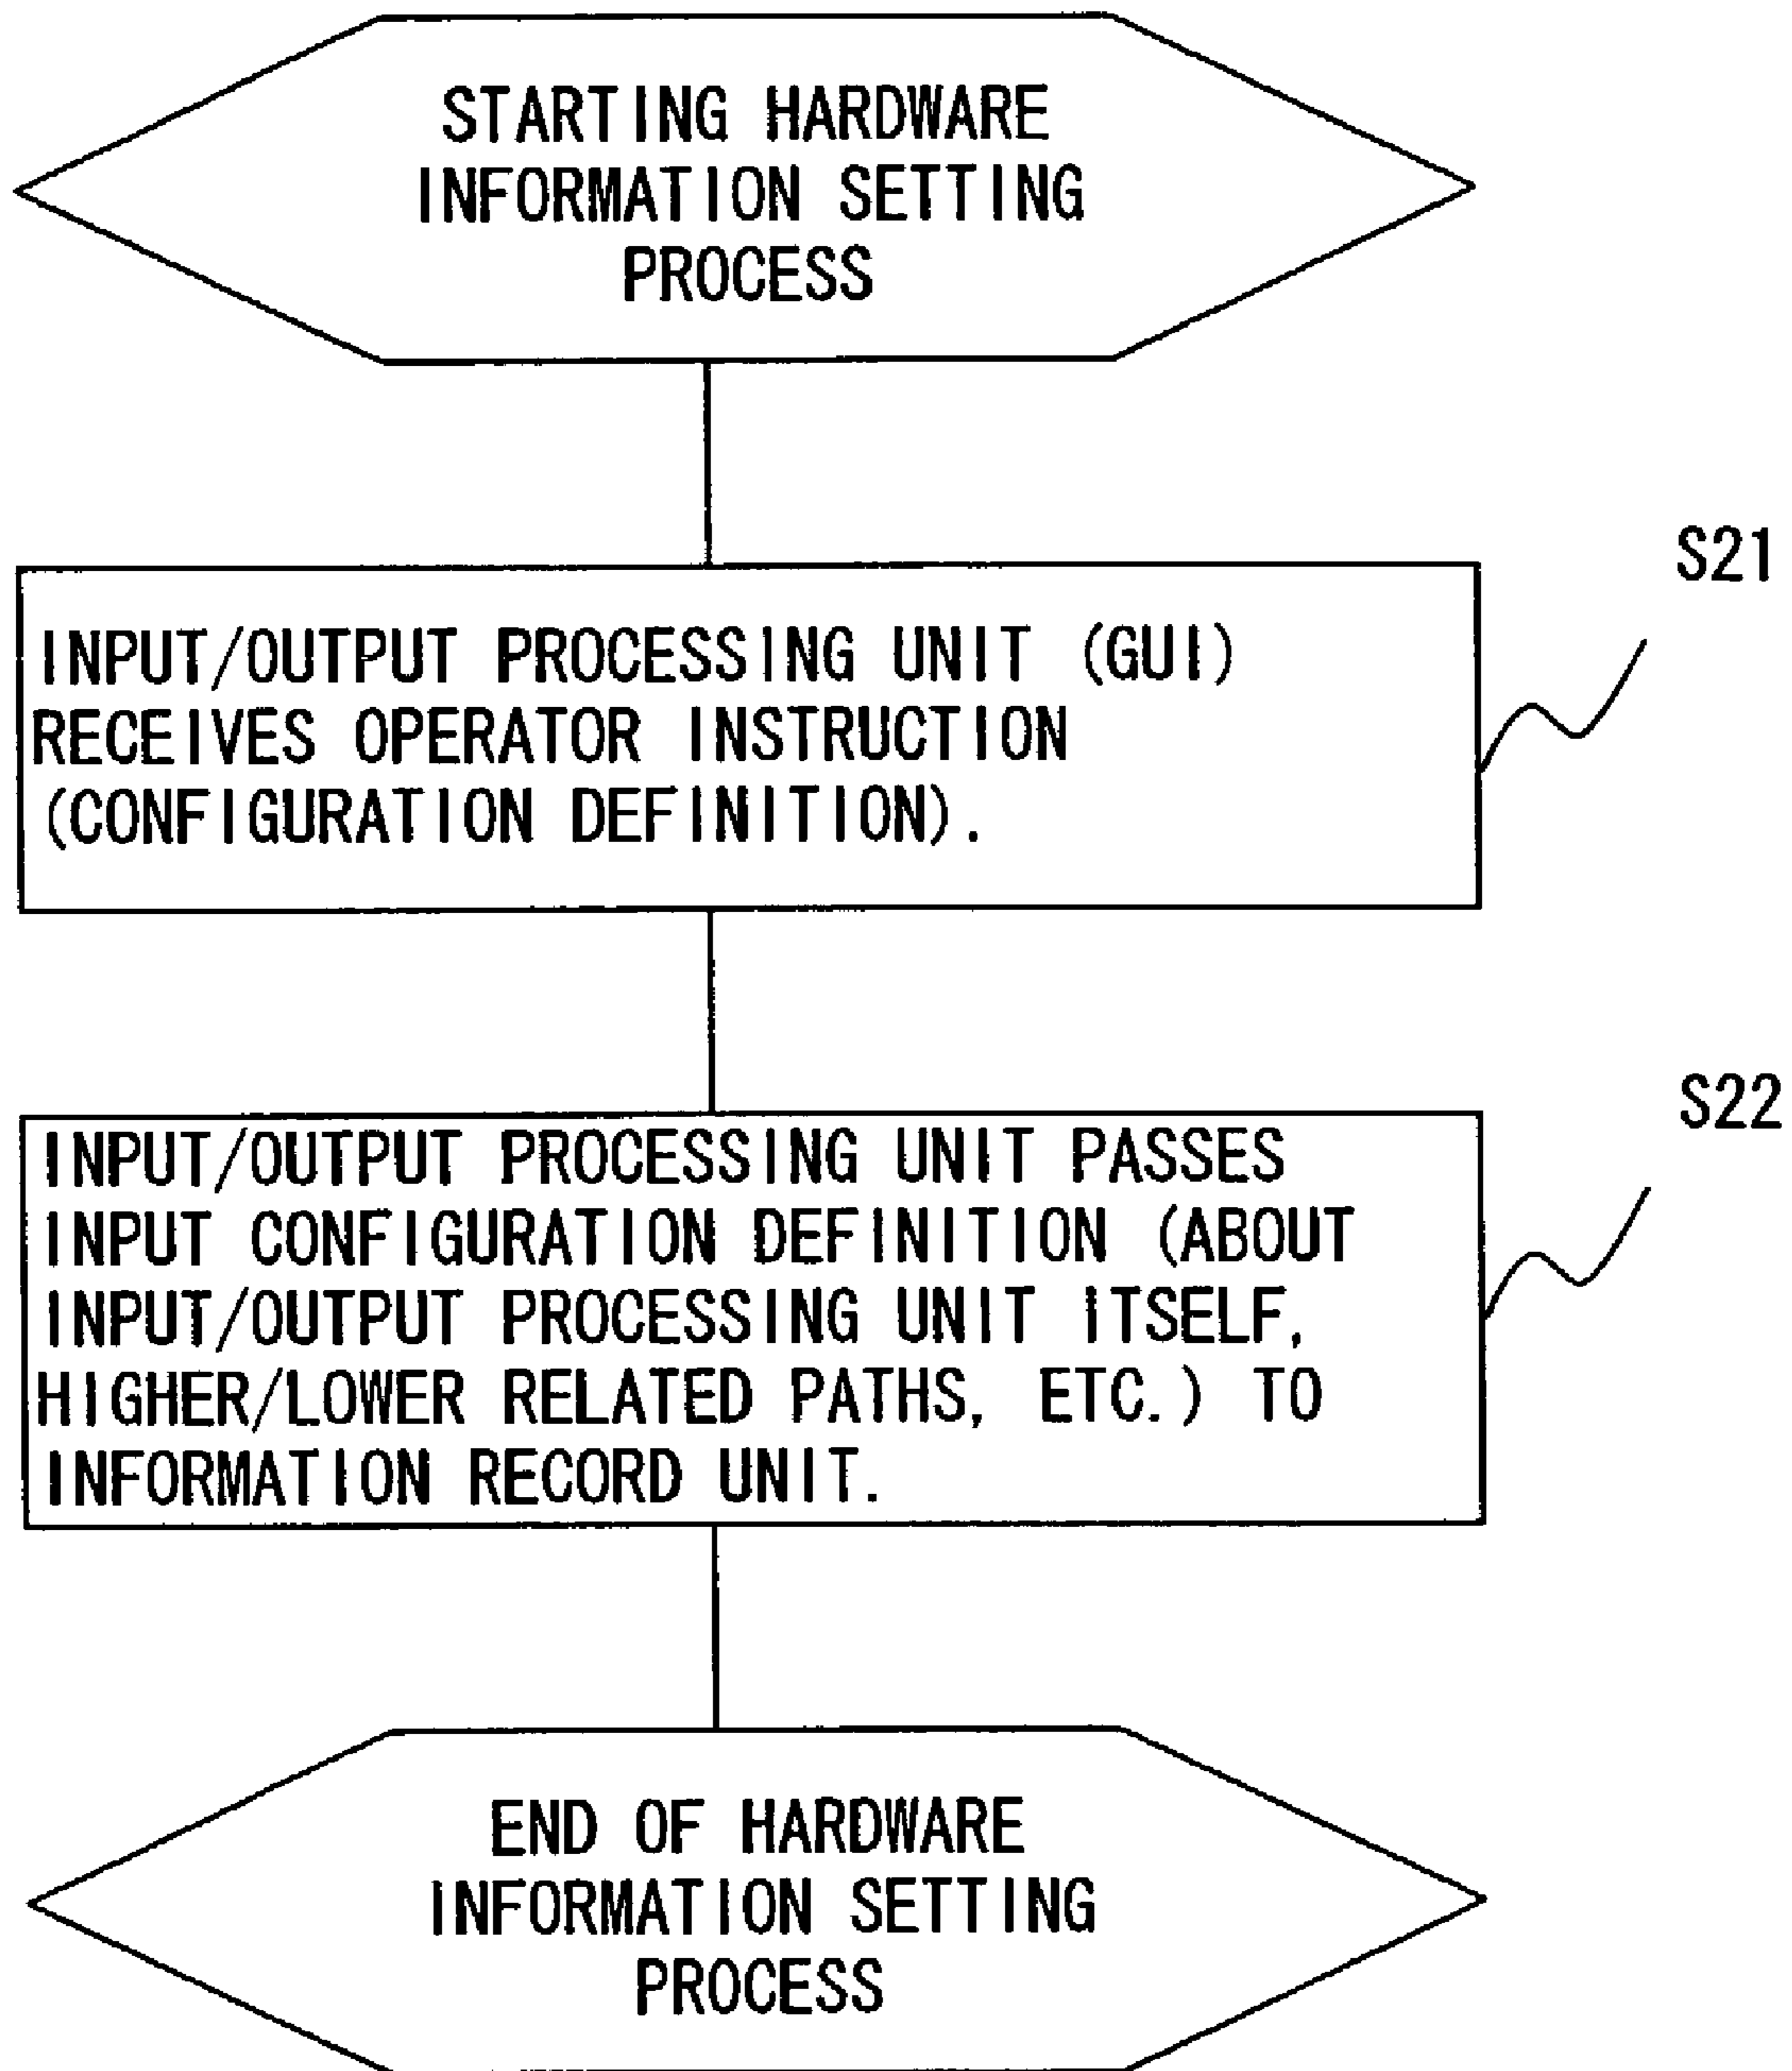 STARTING HARDWARE
INFORMATION SETTING
PROCESS
S21
INPUT/OUTPUT PROCESSING UNIT (GUI)
RECEIVES OPERATOR INSTRUCTION
(CONFIGURATION DEFINITION).
S22
INPUT/OUTPUT PROCESSING UNIT PASSES
INPUT CONFIGURATION DEFINITION (ABOUT
INPUT/OUTPUT PROCESSING UNIT ITSELF,
HIGHER/LOWER RELATED PATHS, ETC.) TO
INFORMATION RECORD UNIT.
END OF HARDWARE
INFORMATION SETTING
PROCESS